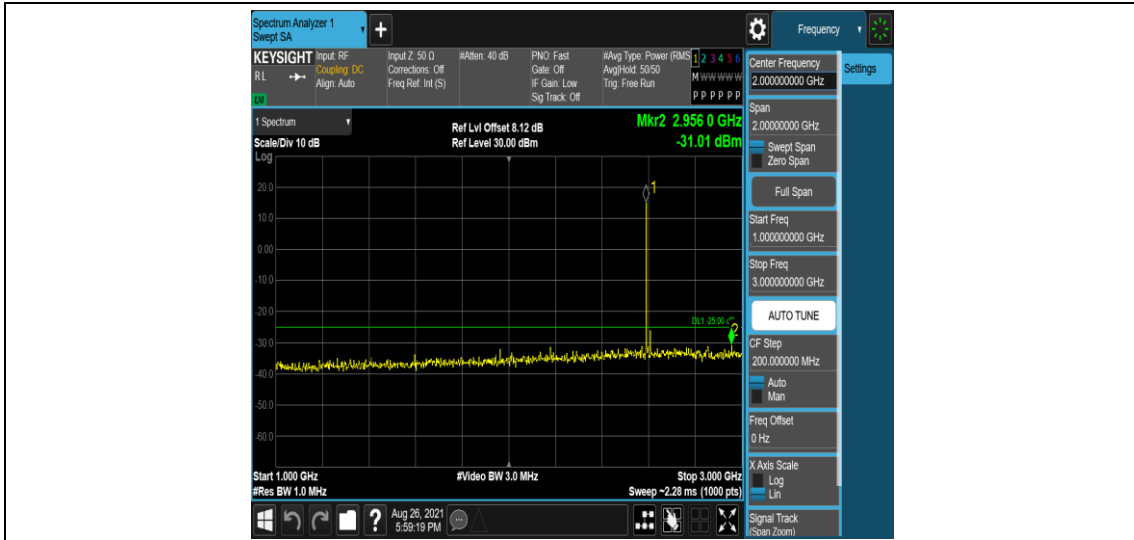 Spectrum Analyzer 1
Swept SA
+
Frequency
KEYSIGHT
RL
Input: RF
Coupling: DC
Align: Auto
Input Z: 50 Ω
Corrections: Off
Freq Ref: Int (S)
#Atten: 40 dB
PNO: Fast
Gate: Off
IF Gain: Low
Sig Track: Off
#Avg Type: Power (RMS
Avg|Hold: 50/50
Trig: Free Run
1 2 3 4 5 6
M W W W W W
P P P P P P
1 Spectrum
Scale/Div 10 dB
Log
Ref Lvl Offset 8.12 dB
Ref Level 30.00 dBm
Mkr2 2.956 0 GHz
-31.01 dBm
20.0
10.0
0.00
-10.0
-20.0
-30.0
-40.0
-50.0
-60.0
1
DL1 -25.00
2
Start 1.000 GHz
#Res BW 1.0 MHz
#Video BW 3.0 MHz
Stop 3.000 GHz
Sweep ~2.28 ms (1000 pts)
Center Frequency
2.000000000 GHz
Settings
Span
2.00000000 GHz
Swept Span
Zero Span
Full Span
Start Freq
1.000000000 GHz
Stop Freq
3.000000000 GHz
AUTO TUNE
CF Step
200.000000 MHz
Auto
Man
Freq Offset
0 Hz
X Axis Scale
Log
Lin
Signal Track
(Span Zoom)
?
Aug 26, 2021
5:59:19 PM